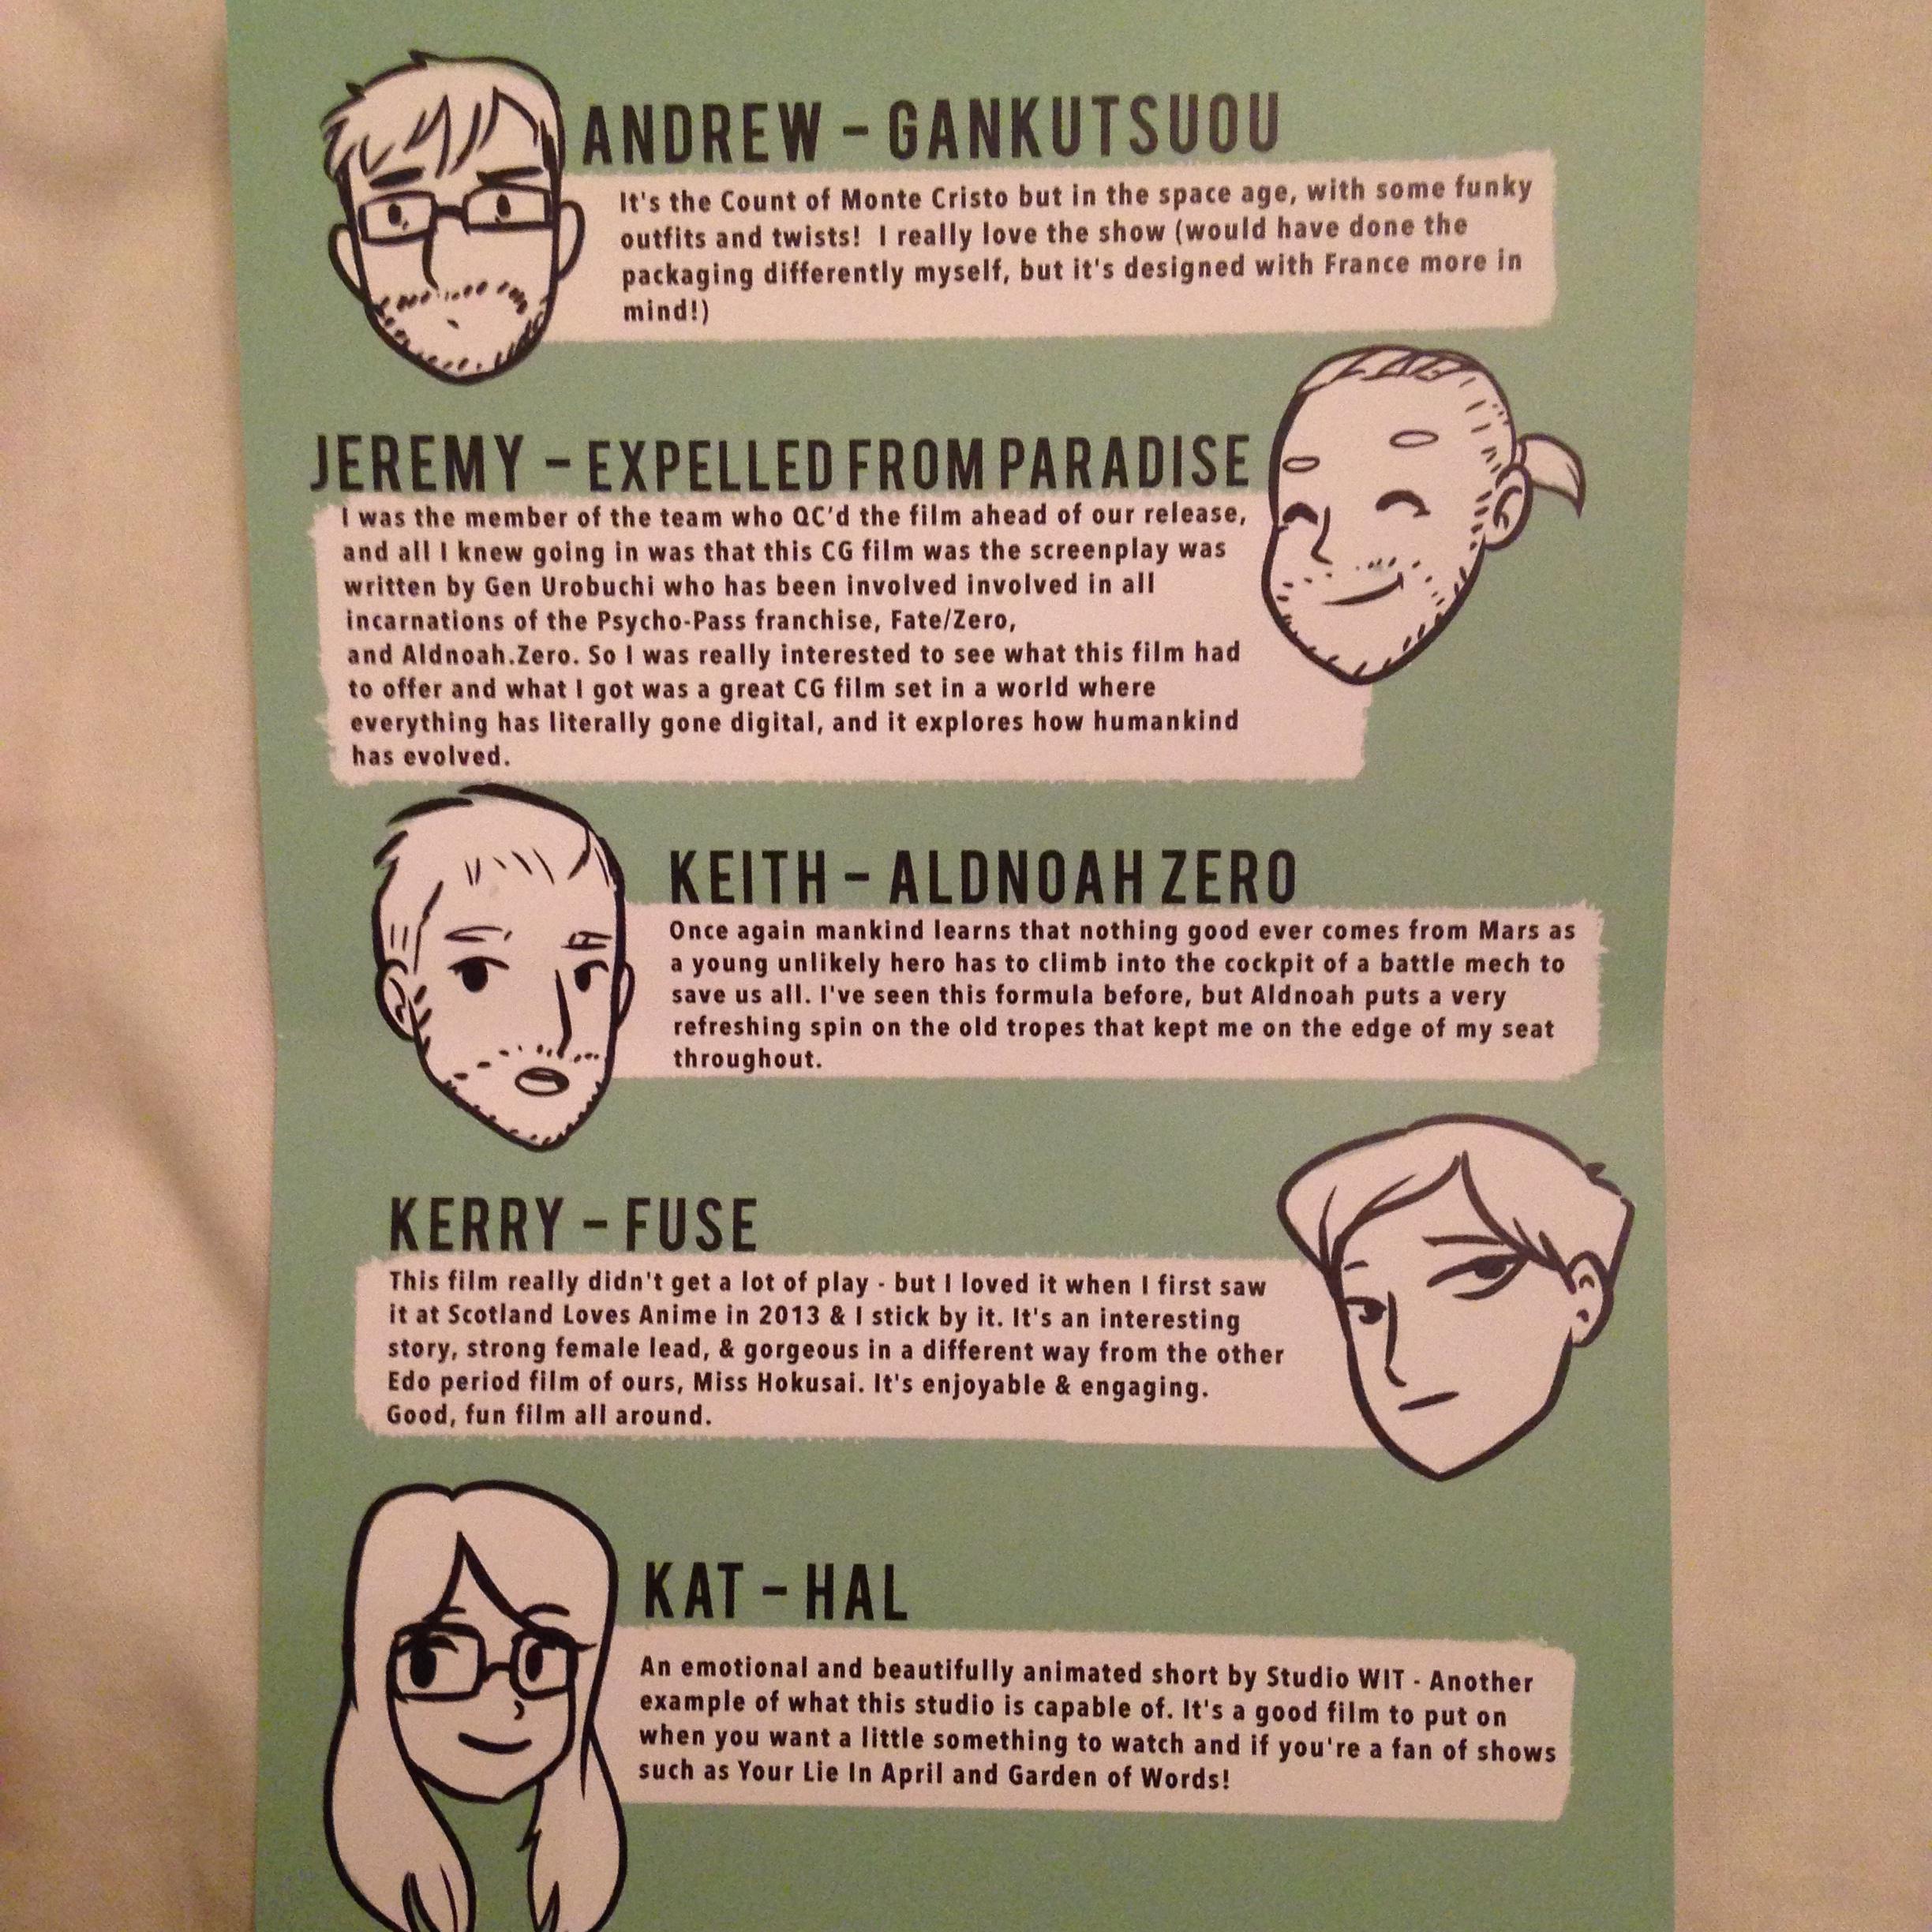 ANDREW – GANKUTSUOU
It's the Count of Monte Cristo but in the space age, with some funky
outfits and twists!  I really love the show (would have done the
packaging differently myself, but it's designed with France more in
mind!)
JEREMY – EXPELLED FROM PARADISE
I was the member of the team who QC'd the film ahead of our release,
and all I knew going in was that this CG film was the screenplay was
written by Gen Urobuchi who has been involved involved in all
incarnations of the Psycho-Pass franchise, Fate/Zero,
and Aldnoah.Zero. So I was really interested to see what this film had
to offer and what I got was a great CG film set in a world where
everything has literally gone digital, and it explores how humankind
has evolved.
KEITH – ALDNOAH ZERO
Once again mankind learns that nothing good ever comes from Mars as
a young unlikely hero has to climb into the cockpit of a battle mech to
save us all. I've seen this formula before, but Aldnoah puts a very
refreshing spin on the old tropes that kept me on the edge of my seat
throughout.
KERRY – FUSE
This film really didn't get a lot of play - but I loved it when I first saw
it at Scotland Loves Anime in 2013 & I stick by it. It's an interesting
story, strong female lead, & gorgeous in a different way from the other
Edo period film of ours, Miss Hokusai. It's enjoyable & engaging.
Good, fun film all around.
KAT – HAL
An emotional and beautifully animated short by Studio WIT - Another
example of what this studio is capable of. It's a good film to put on
when you want a little something to watch and if you're a fan of shows
such as Your Lie In April and Garden of Words!